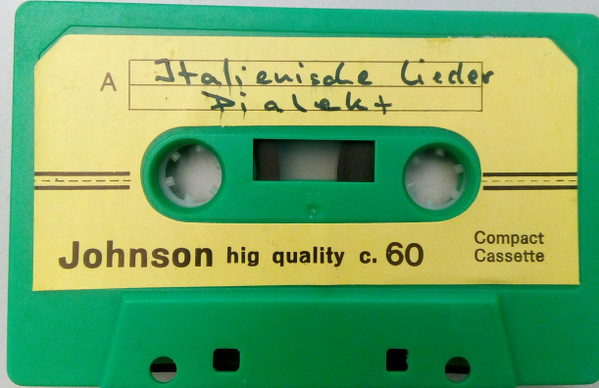 A Italienische Lieder
Dialekt
Johnson hig quality c. 60
Compact
Cassette